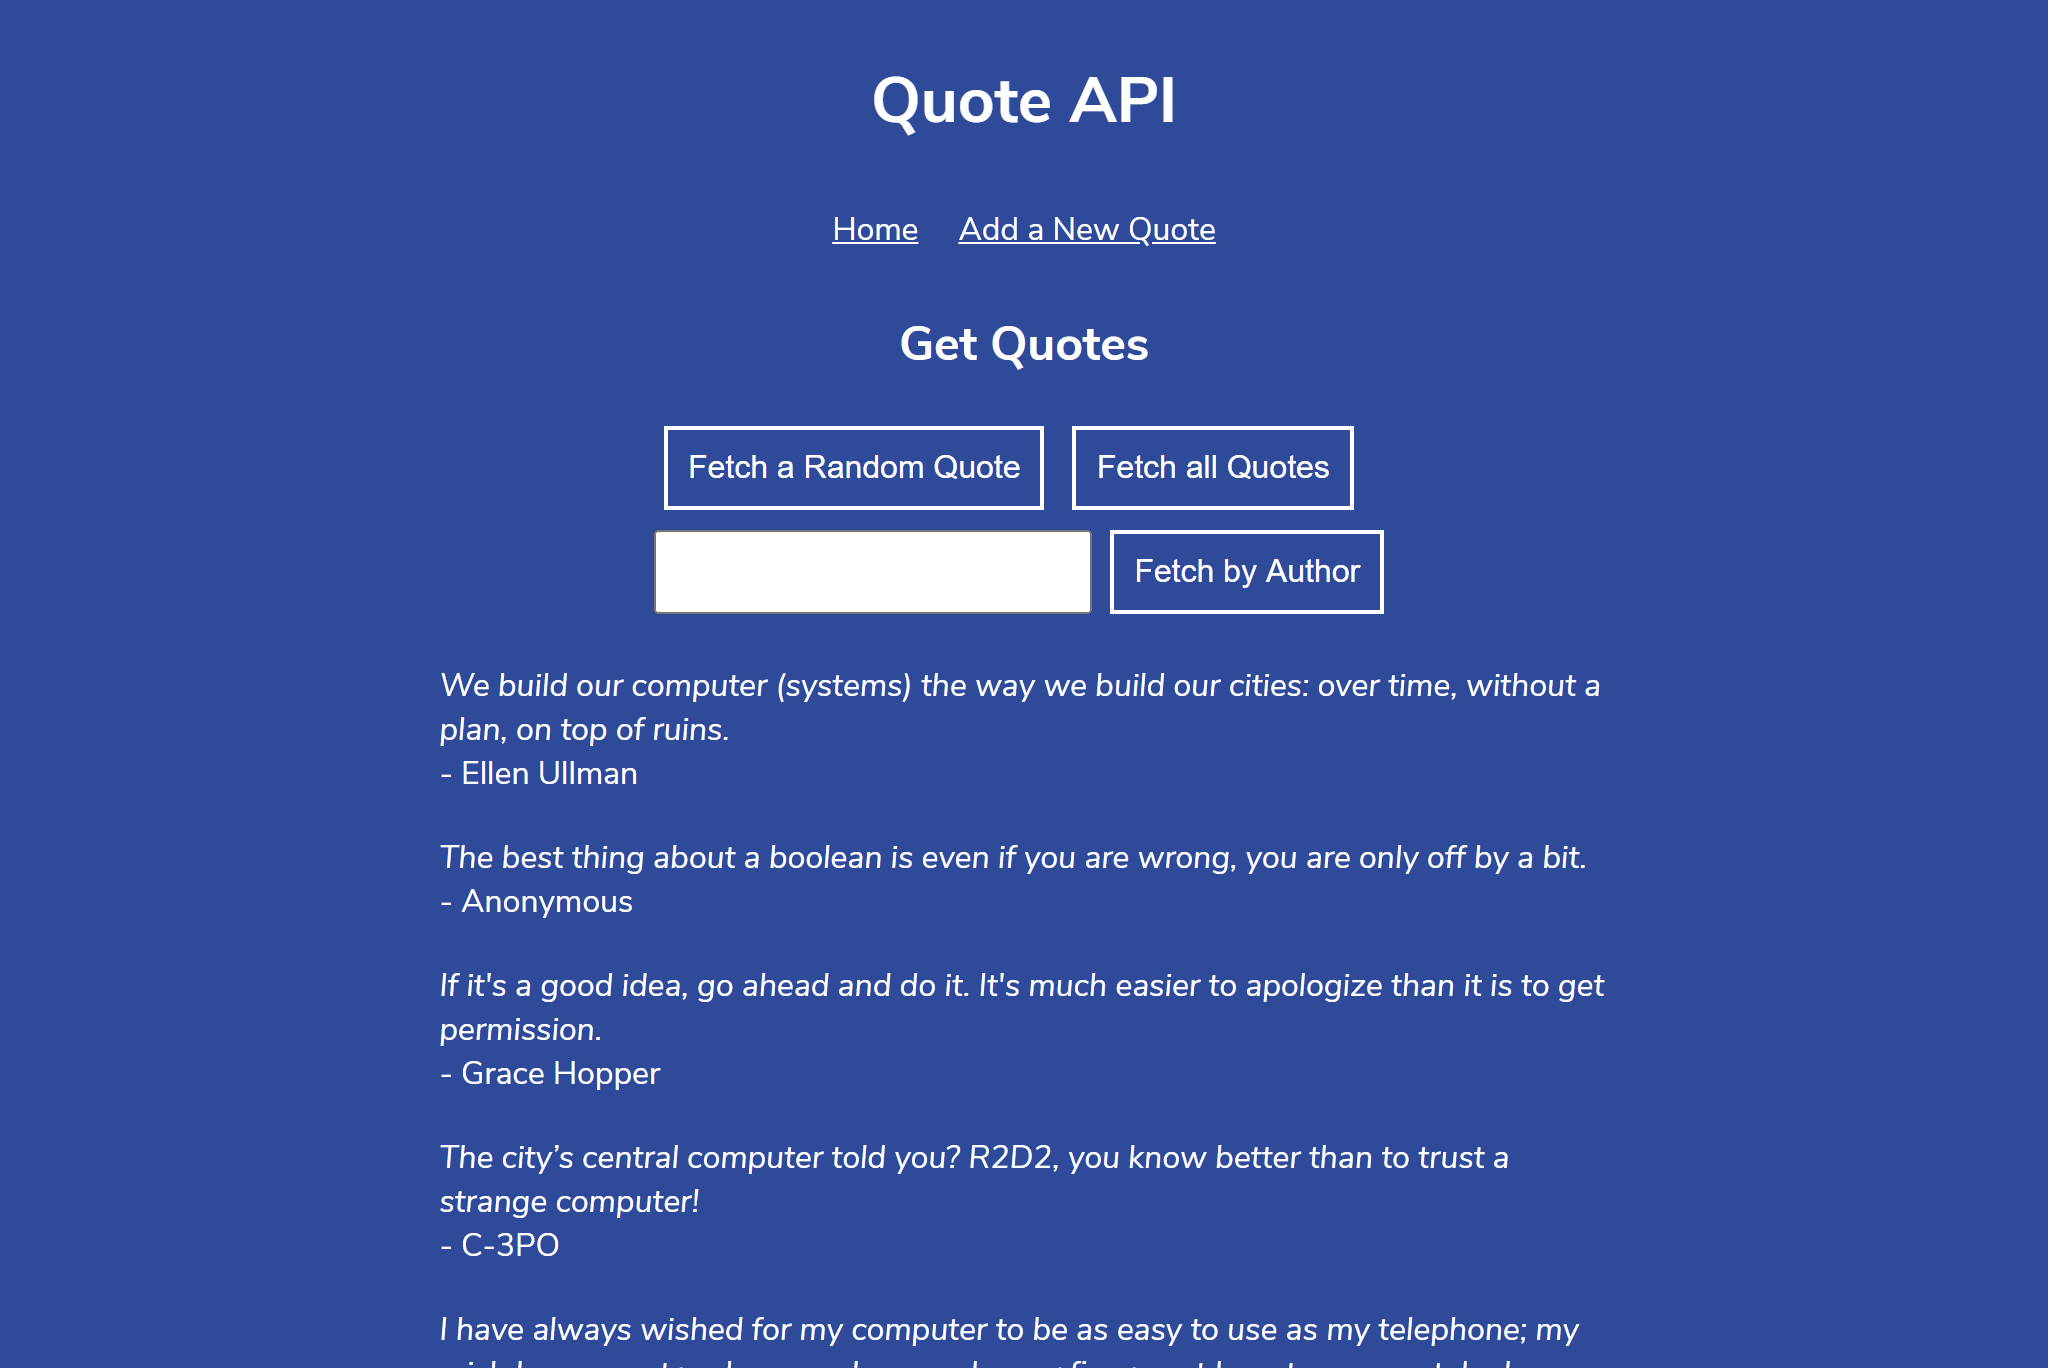 Quote API
Home Add a New Quote
Get Quotes
Fetch a Random Quote Fetch all Quotes
Fetch by Author
We build our computer (systems) the way we build our cities: over time, without a
plan, on top of ruins.
- Ellen Ullman
The best thing about a boolean is even if you are wrong, you are only off by a bit.
- Anonymous
If it's a good idea, go ahead and do it. It's much easier to apologize than it is to get
permission.
- Grace Hopper
The city’s central computer told you? R2D2, you know better than to trust a
strange computer!
- C-3PO
I have always wished for my computer to be as easy to use as my telephone; my